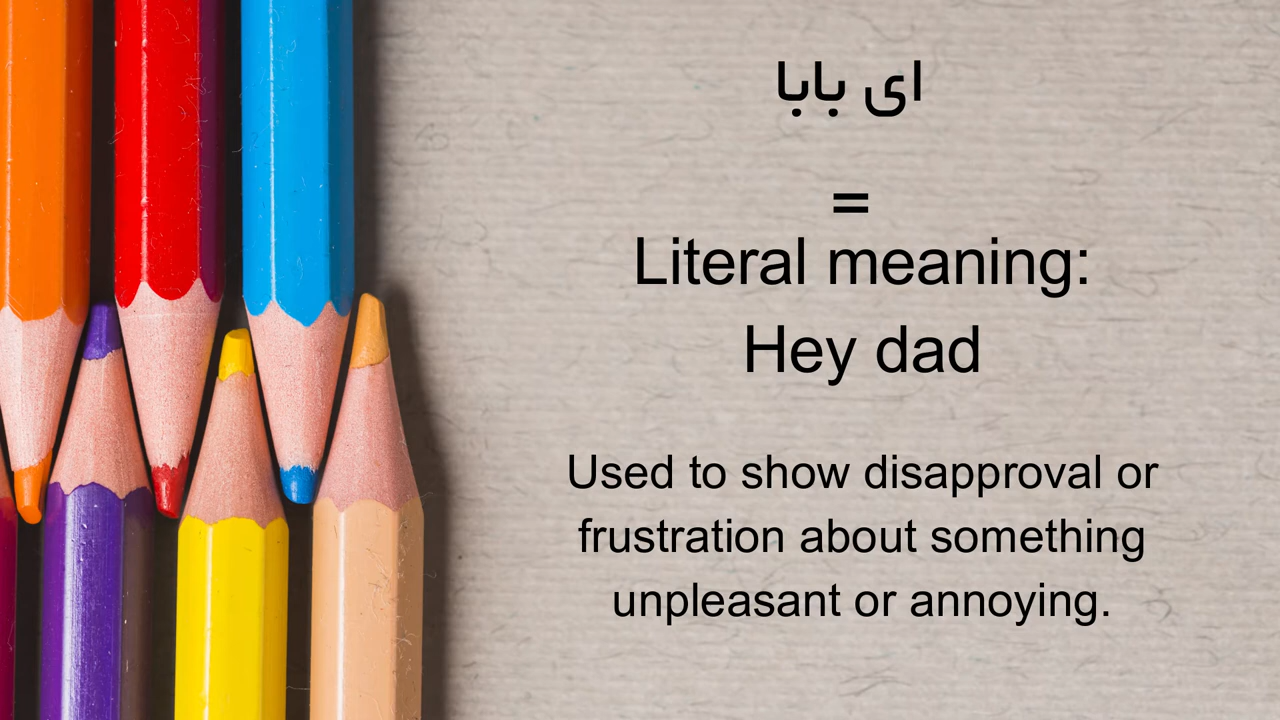 ای بابا
=
Literal meaning:
Hey dad
Used to show disapproval or
frustration about something
unpleasant or annoying.